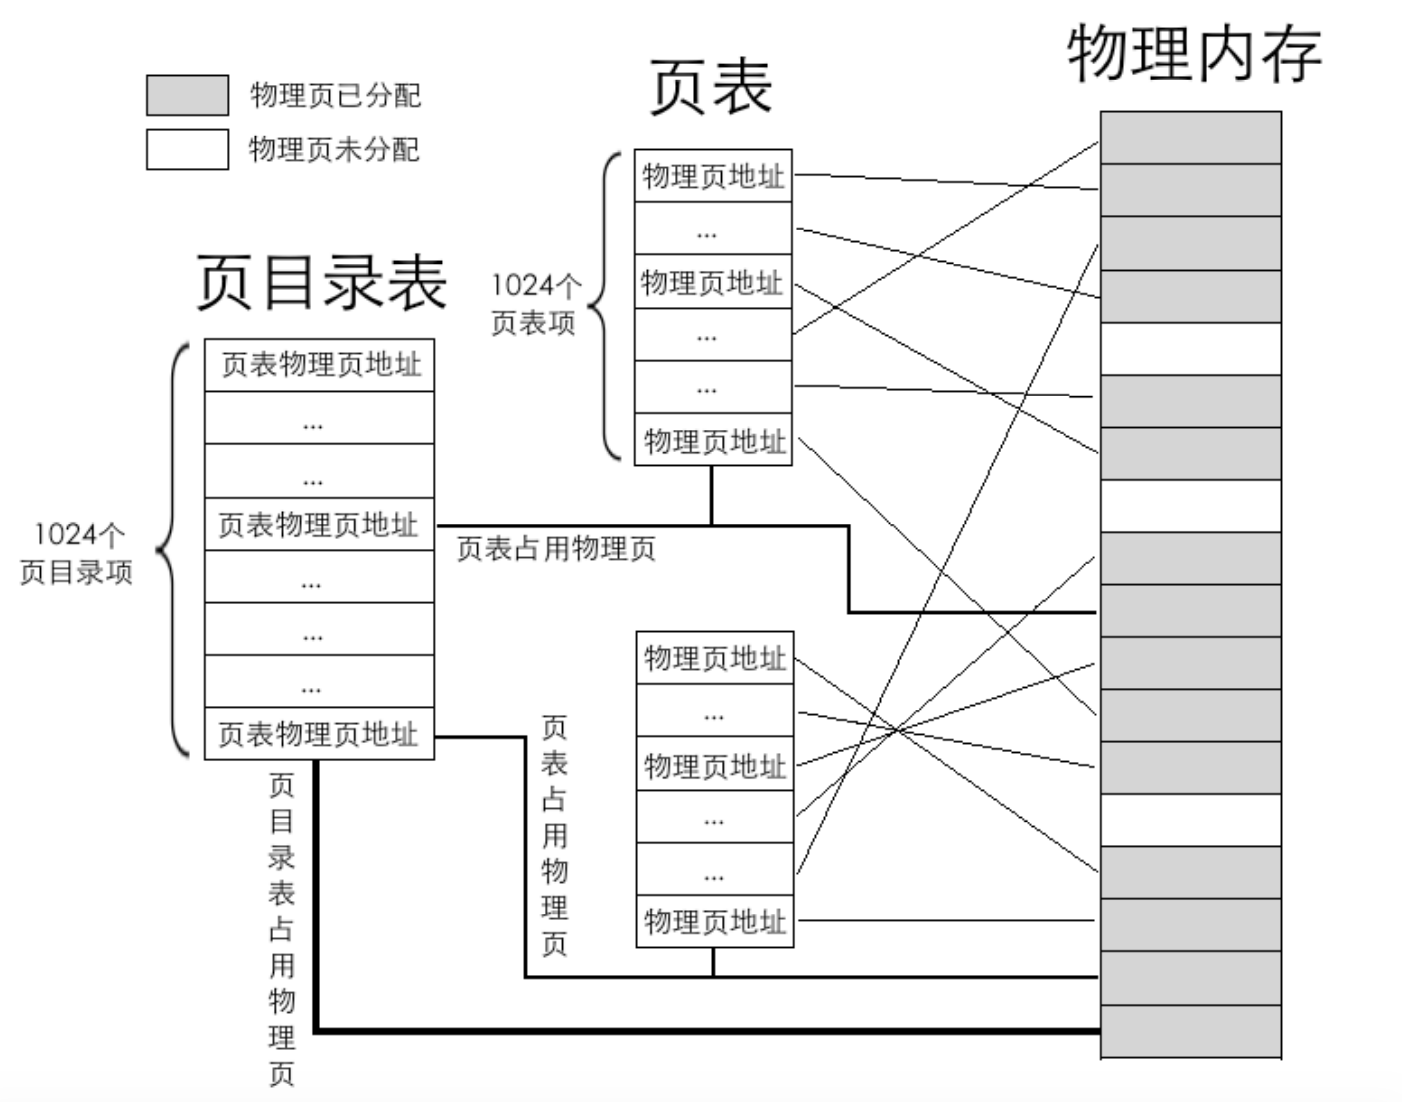 物理内存
页表
物理页已分配
物理页未分配
页目录表
1024个
页表项
物理页地址
...
物理页地址
...
...
物理页地址
1024个
页目录项
页表物理页地址
...
...
页表物理页地址
...
...
...
页表物理页地址
页表占用物理页
页表占用物理页
物理页地址
...
物理页地址
...
...
物理页地址
页目录表占用物理页